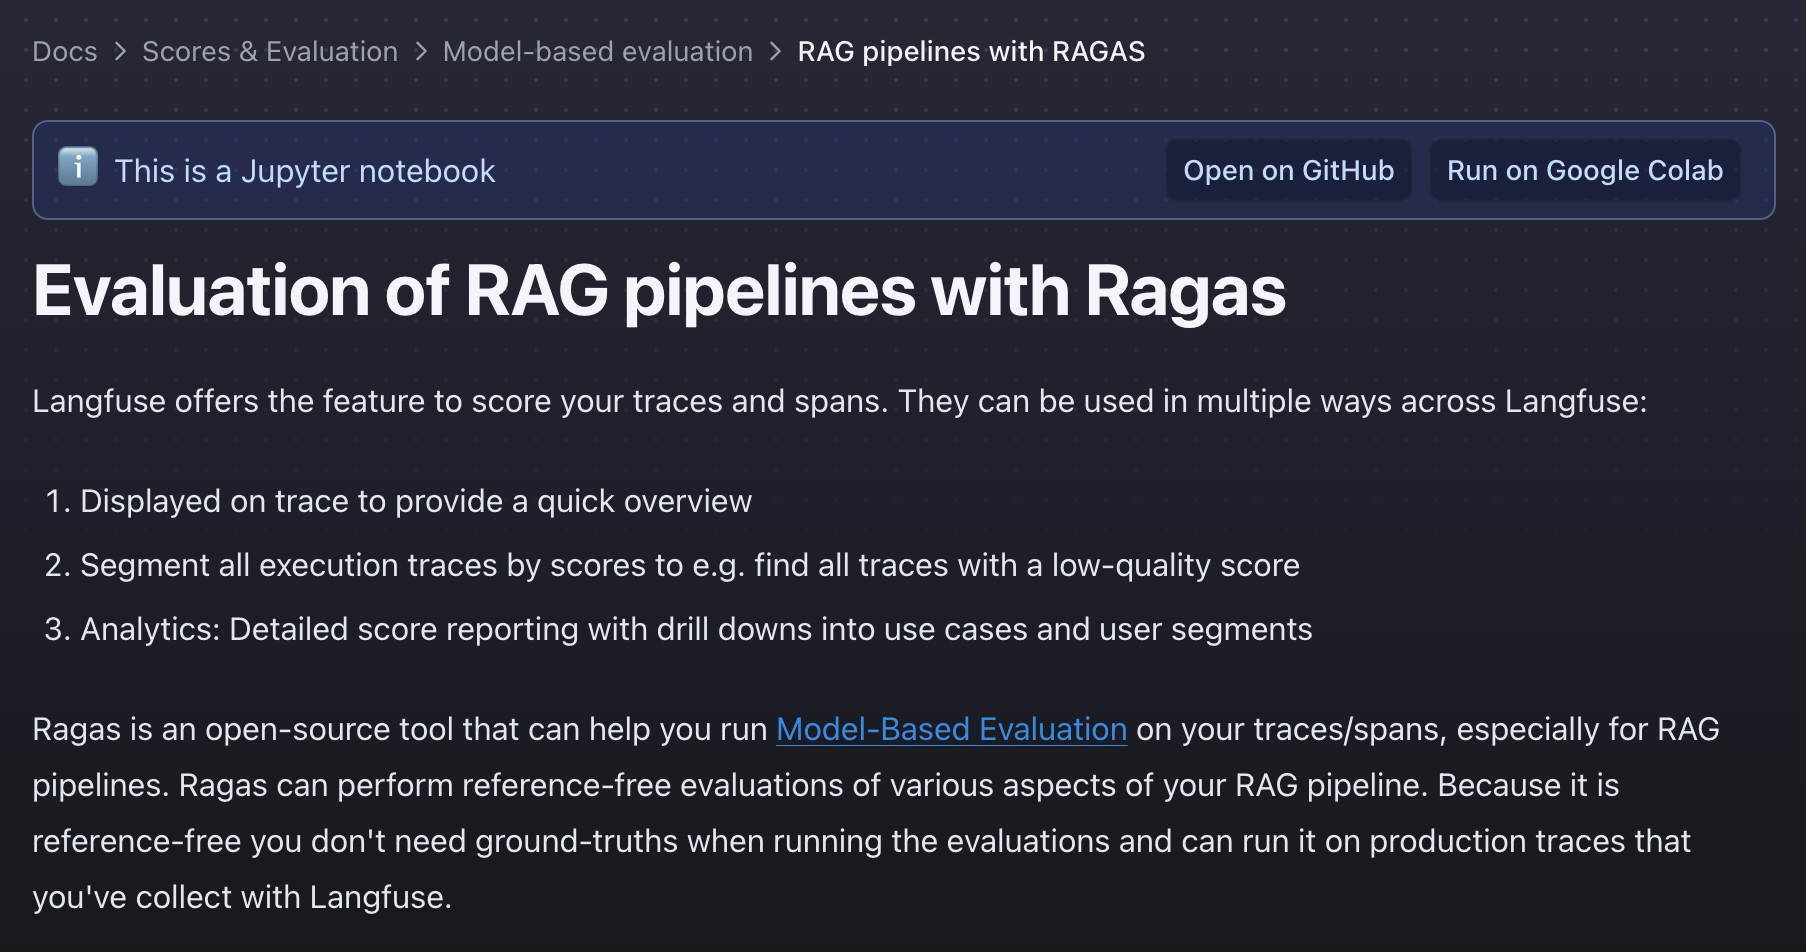 Docs > Scores & Evaluation > Model-based evaluation > RAG pipelines with RAGAS
This is a Jupyter notebook
Open on GitHub
Run on Google Colab
Evaluation of RAG pipelines with Ragas
Langfuse offers the feature to score your traces and spans. They can be used in multiple ways across Langfuse:
1. Displayed on trace to provide a quick overview
2. Segment all execution traces by scores to e.g. find all traces with a low-quality score
3. Analytics: Detailed score reporting with drill downs into use cases and user segments
Ragas is an open-source tool that can help you run Model-Based Evaluation on your traces/spans, especially for RAG
pipelines. Ragas can perform reference-free evaluations of various aspects of your RAG pipeline. Because it is
reference-free you don't need ground-truths when running the evaluations and can run it on production traces that
you've collect with Langfuse.